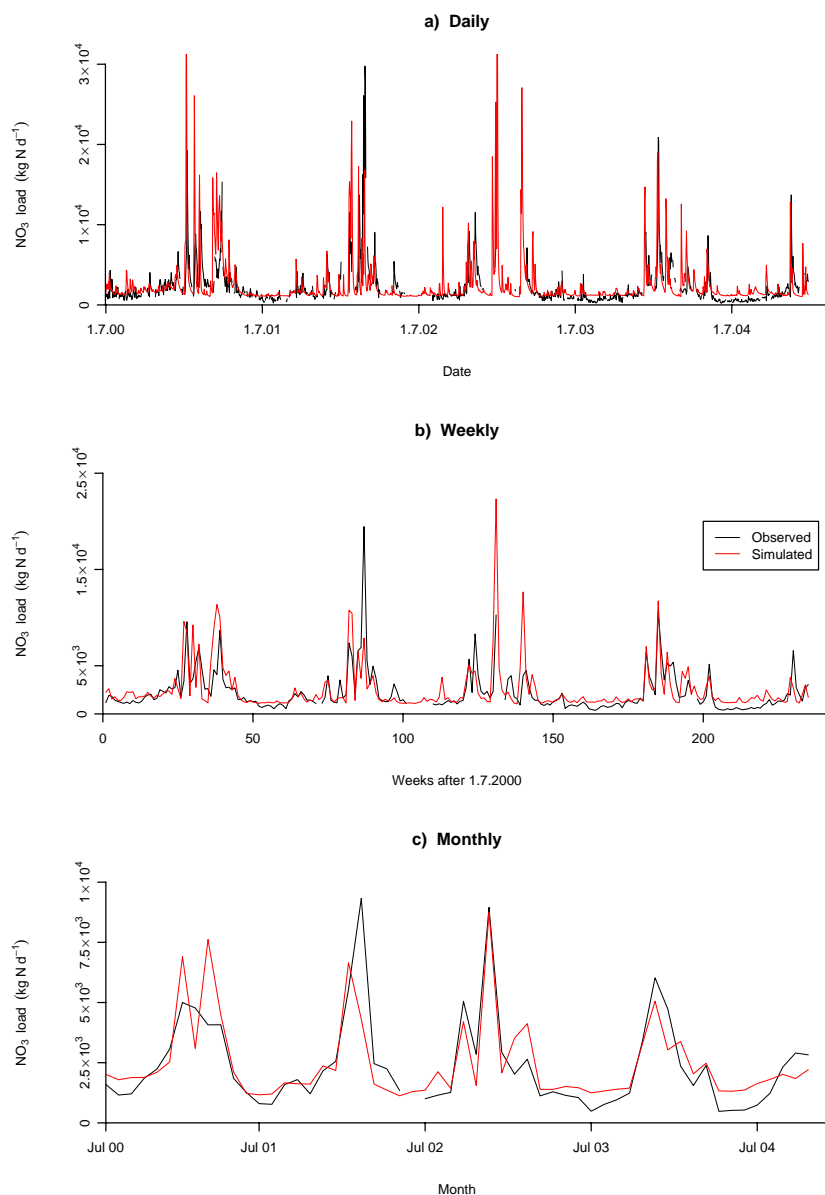 a) Daily
NO₃ load (kg N d⁻¹)
0
1×10⁴
2×10⁴
3×10⁴
1.7.00
1.7.01
1.7.02
1.7.03
1.7.04
Date
b) Weekly
NO₃ load (kg N d⁻¹)
0
5×10³
1.5×10⁴
2.5×10⁴
Observed
Simulated
0
50
100
150
200
Weeks after 1.7.2000
c) Monthly
NO₃ load (kg N d⁻¹)
0
2.5×10³
5×10³
7.5×10³
1×10⁴
Jul 00
Jul 01
Jul 02
Jul 03
Jul 04
Month